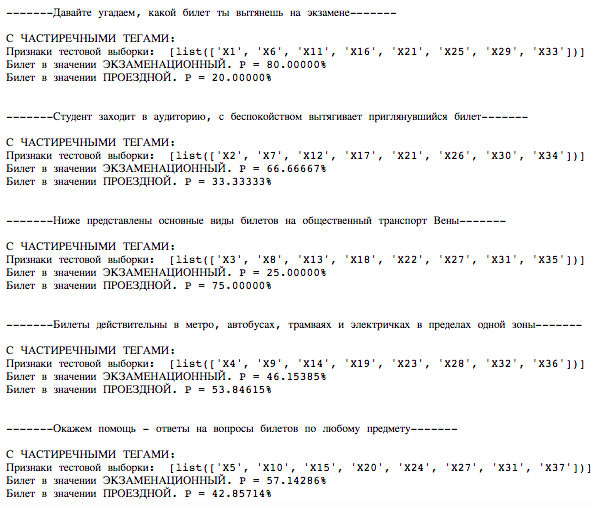 -------Давайте угадаем, какой билет ты вытянешь на экзамене-------
С ЧАСТИРЕЧНЫМИ ТЕГАМИ:
Признаки тестовой выборки:  [list(['X1', 'X6', 'X11', 'X16', 'X21', 'X25', 'X29', 'X33'])]
Билет в значении ЭКЗАМЕНАЦИОННЫЙ. P = 80.00000%
Билет в значении ПРОЕЗДНОЙ. P = 20.00000%
-------Студент заходит в аудиторию, с беспокойством вытягивает приглянувшийся билет-------
С ЧАСТИРЕЧНЫМИ ТЕГАМИ:
Признаки тестовой выборки:  [list(['X2', 'X7', 'X12', 'X17', 'X21', 'X26', 'X30', 'X34'])]
Билет в значении ЭКЗАМЕНАЦИОННЫЙ. P = 66.66667%
Билет в значении ПРОЕЗДНОЙ. P = 33.33333%
-------Ниже представлены основные виды билетов на общественный транспорт Вены-------
С ЧАСТИРЕЧНЫМИ ТЕГАМИ:
Признаки тестовой выборки:  [list(['X3', 'X8', 'X13', 'X18', 'X22', 'X27', 'X31', 'X35'])]
Билет в значении ЭКЗАМЕНАЦИОННЫЙ. P = 25.00000%
Билет в значении ПРОЕЗДНОЙ. P = 75.00000%
-------Билеты действительны в метро, автобусах, трамваях и электричках в пределах одной зоны-------
С ЧАСТИРЕЧНЫМИ ТЕГАМИ:
Признаки тестовой выборки:  [list(['X4', 'X9', 'X14', 'X19', 'X23', 'X28', 'X32', 'X36'])]
Билет в значении ЭКЗАМЕНАЦИОННЫЙ. P = 46.15385%
Билет в значении ПРОЕЗДНОЙ. P = 53.84615%
-------Окажем помощь - ответы на вопросы билетов по любому предмету-------
С ЧАСТИРЕЧНЫМИ ТЕГАМИ:
Признаки тестовой выборки:  [list(['X5', 'X10', 'X15', 'X20', 'X24', 'X27', 'X31', 'X37'])]
Билет в значении ЭКЗАМЕНАЦИОННЫЙ. P = 57.14286%
Билет в значении ПРОЕЗДНОЙ. P = 42.85714%